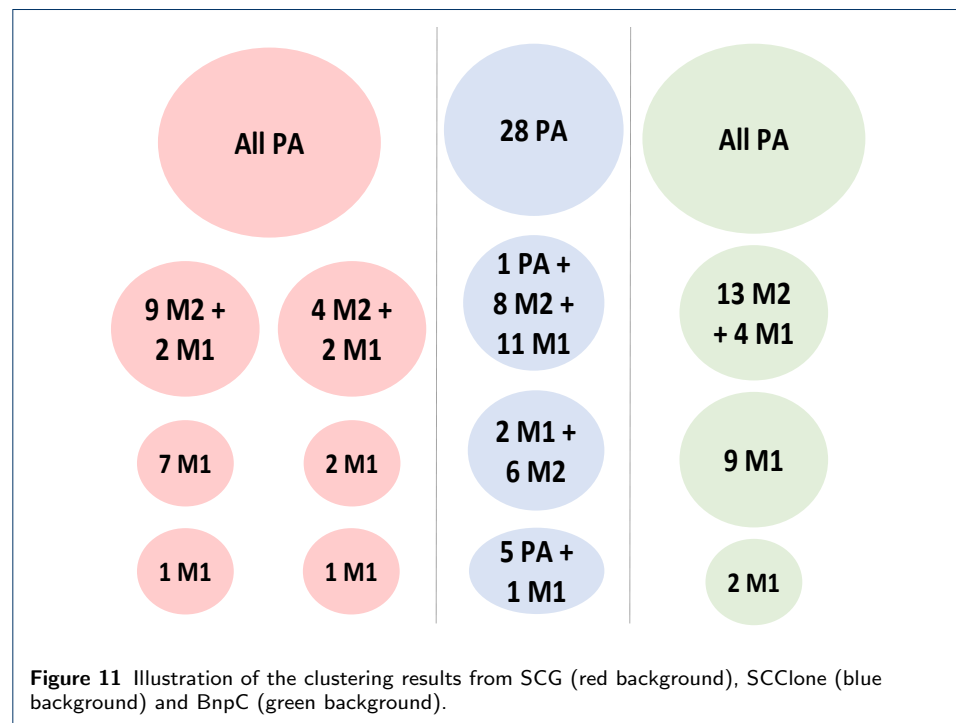 All PA
9 M2 +
2 M1
4 M2 +
2 M1
7 M1
2 M1
1 M1
1 M1
28 PA
1 PA +
8 M2 +
11 M1
2 M1 +
6 M2
5 PA +
1 M1
All PA
13 M2
+ 4 M1
9 M1
2 M1
Figure 11 Illustration of the clustering results from SCG (red background), SCClone (blue
background) and BnpC (green background).